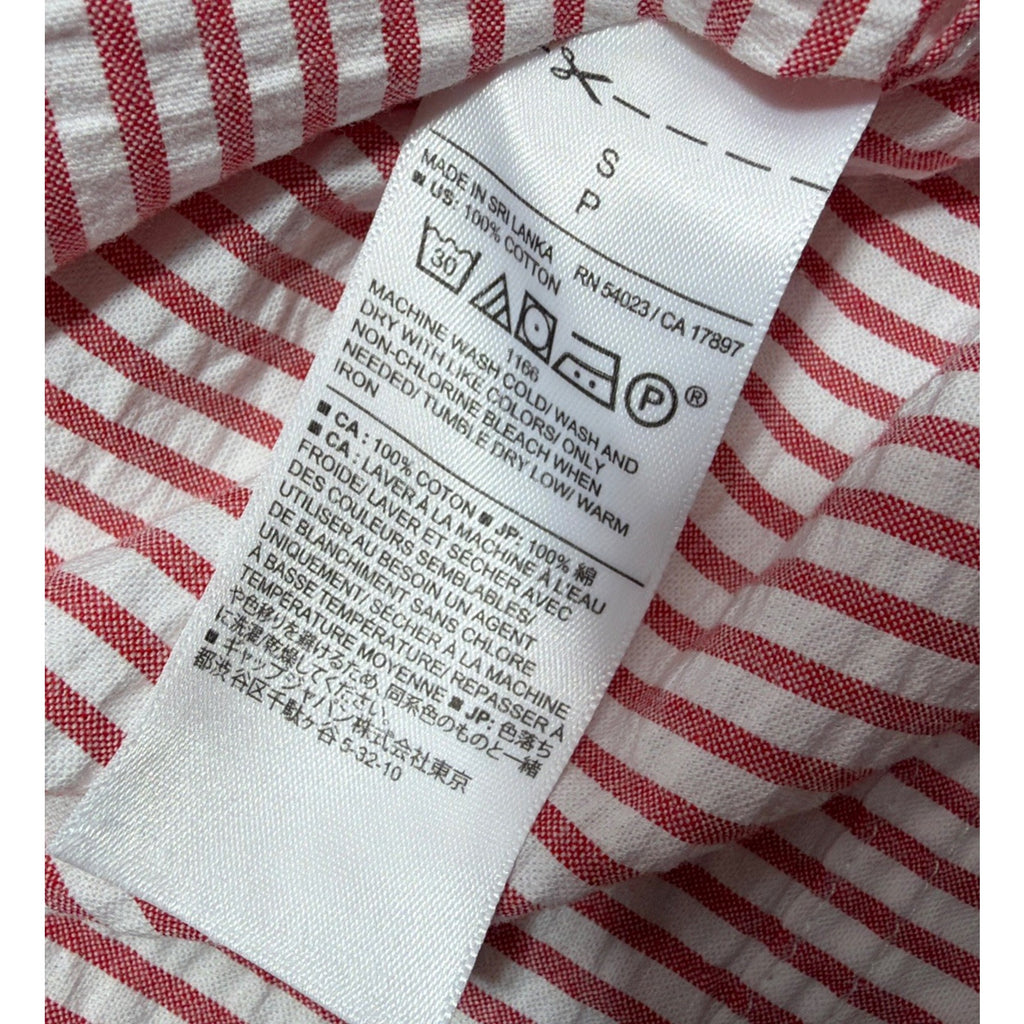 S
P
MADE IN SRI LANKA RN 54023 / CA 17897
■ US: 100% COTTON
30
P ®
1166
MACHINE WASH COLD/ WASH AND
DRY WITH LIKE COLORS/ ONLY
NON-CHLORINE BLEACH WHEN
NEEDED/ TUMBLE DRY LOW/ WARM
IRON
■ CA : 100% COTON ■ JP: 100% 綿
■ CA : LAVER À LA MACHINE À L'EAU
FROIDE/ LAVER ET SÉCHER AVEC
DES COULEURS SEMBLABLES/
UTILISER AU BESOIN UN AGENT
DE BLANCHIMENT SANS CHLORE
UNIQUEMENT/ SÉCHER À LA MACHINE
À BASSE TEMPÉRATURE/ REPASSER À
TEMPÉRATURE MOYENNE ■ JP: 色落ち
や色移りを避けるため、同系色のものと一緒
に洗濯乾燥してください。
■ ギャップジャパン株式会社東京
都渋谷区千駄ヶ谷 5-32-10